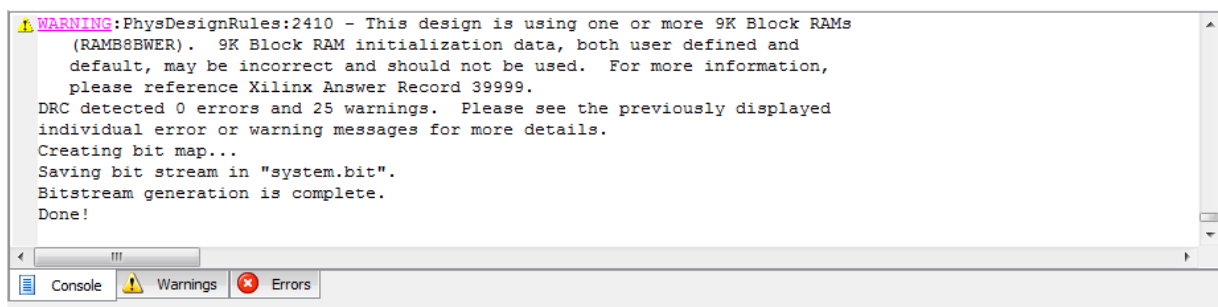 WARNING:PhysDesignRules:2410 - This design is using one or more 9K Block RAMs
(RAMB8BWER).  9K Block RAM initialization data, both user defined and
default, may be incorrect and should not be used.  For more information,
please reference Xilinx Answer Record 39999.
DRC detected 0 errors and 25 warnings.  Please see the previously displayed
individual error or warning messages for more details.
Creating bit map...
Saving bit stream in "system.bit".
Bitstream generation is complete.
Done!
Console Warnings Errors